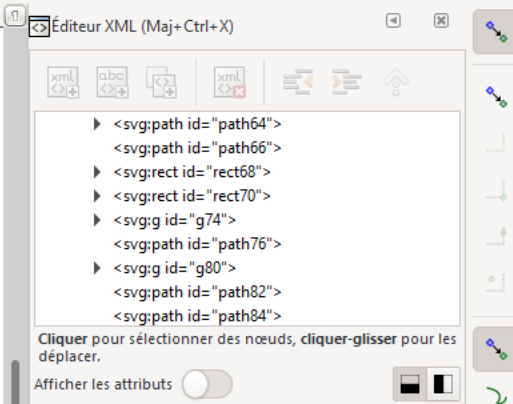 Éditeur XML (Maj+Ctrl+X)
xml
abc
xml
<svg:path id="path64">
<svg:path id="path66">
<svg:rect id="rect68">
<svg:rect id="rect70">
<svg:g id="g74">
<svg:path id="path76">
<svg:g id="g80">
<svg:path id="path82">
<svg:path id="path84">
Cliquer pour sélectionner des nœuds, cliquer-glisser pour les
déplacer.
Afficher les attributs